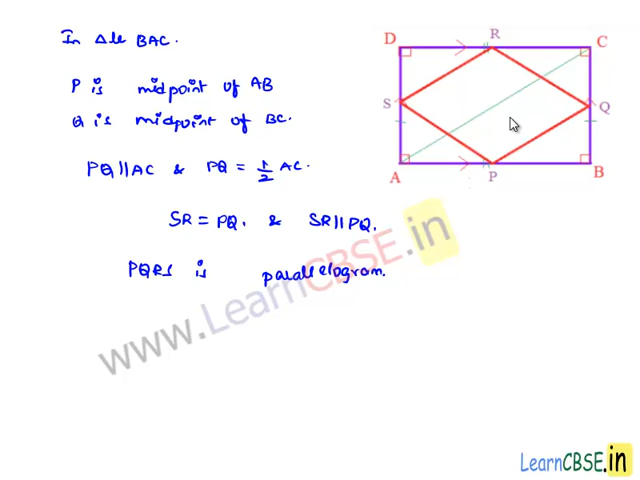 In Δle BAC.
P is midpoint of AB
Q is midpoint of BC.
PQ || AC & PQ = 1/2 AC.
SR = PQ, & SR || PQ,
PQRS is parallelogram.
D R C
S Q
A P B
www.LearnCBSE.in
LearnCBSE.in